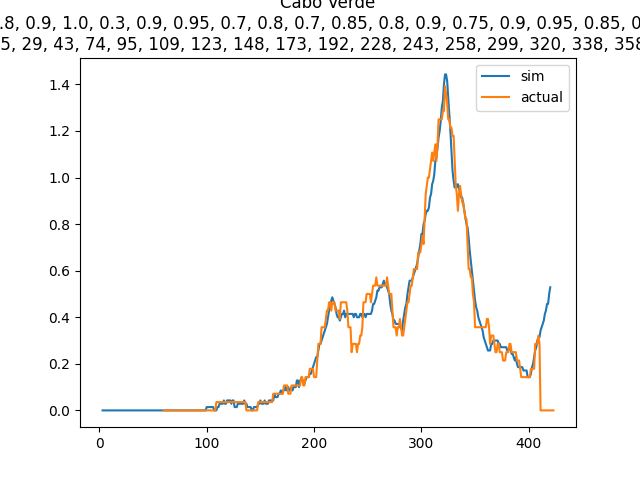 Cabo Verde
.8, 0.9, 1.0, 0.3, 0.9, 0.95, 0.7, 0.8, 0.7, 0.85, 0.8, 0.9, 0.75, 0.9, 0.95, 0.85, 0
5, 29, 43, 74, 95, 109, 123, 148, 173, 192, 228, 243, 258, 299, 320, 338, 358
sim
actual
1.4
1.2
1.0
0.8
0.6
0.4
0.2
0.0
0 100 200 300 400